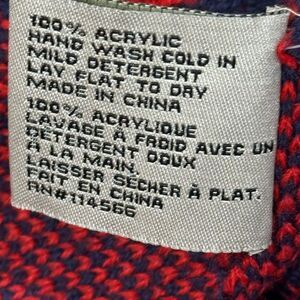 100% ACRYLIC
HAND WASH COLD IN
MILD DETERGENT
LAY FLAT TO DRY
MADE IN CHINA
100% ACRYLIQUE
LAVAGE À FROID AVEC UN
DÉTERGENT DOUX
À LA MAIN.
LAISSER SÉCHER À PLAT.
FAIT EN CHINA
RN#114566